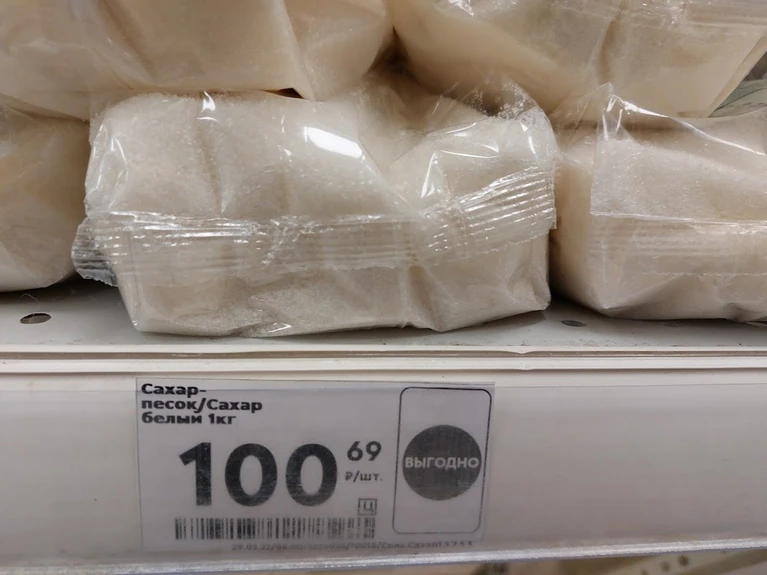 Сахар-
песок/Сахар
белый 1кг
100 69
₽/шт.
Ц
ВЫГОДНО